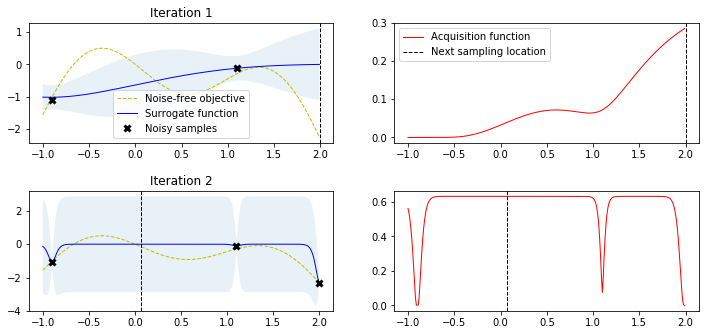 Iteration 1
1
0
−1
−2
−1.0 −0.5 0.0 0.5 1.0 1.5 2.0
Noise-free objective
Surrogate function
Noisy samples
0.3
0.2
0.1
0.0
−1.0 −0.5 0.0 0.5 1.0 1.5 2.0
Acquisition function
Next sampling location
Iteration 2
2
0
−2
−4
−1.0 −0.5 0.0 0.5 1.0 1.5 2.0
0.6
0.4
0.2
0.0
−1.0 −0.5 0.0 0.5 1.0 1.5 2.0